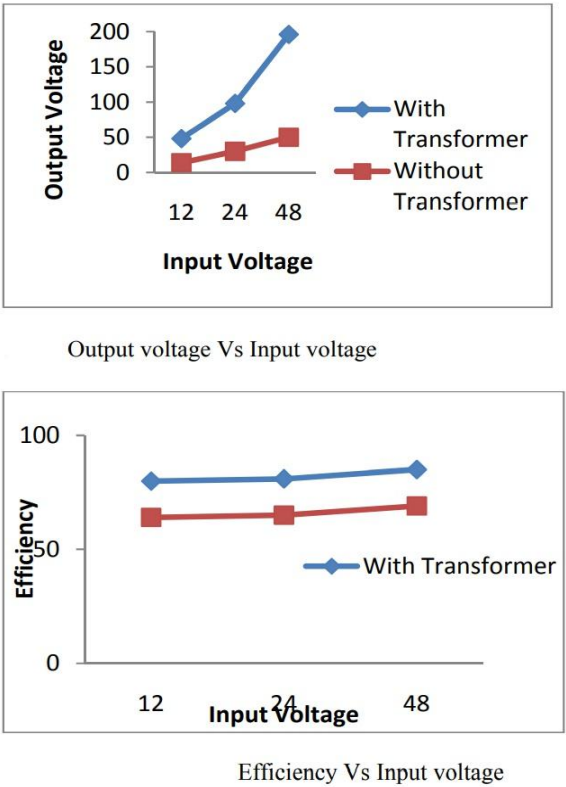 200
150
100
50
0
Output Voltage
12 24 48
Input Voltage
With
Transformer
Without
Transformer
Output voltage Vs Input voltage
100
50
0
Efficiency
With Transformer
12 24 48
Input Voltage
Efficiency Vs Input voltage